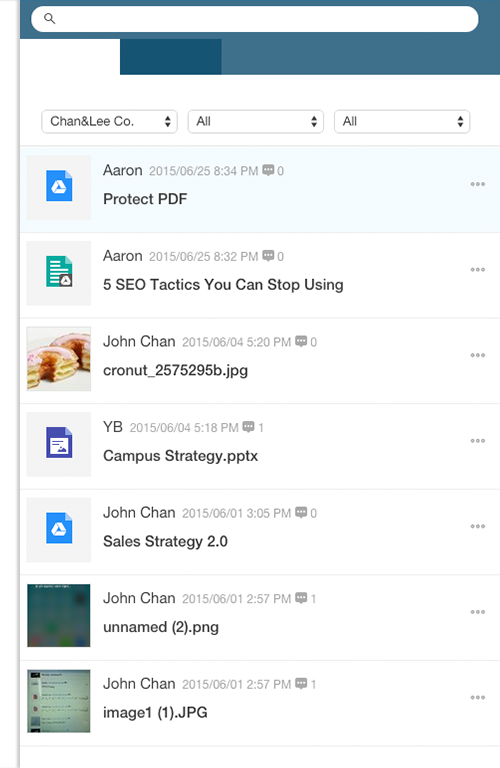 Chan&Lee Co.
All
All
Aaron 2015/06/25 8:34 PM 0
Protect PDF
Aaron 2015/06/25 8:32 PM 0
5 SEO Tactics You Can Stop Using
John Chan 2015/06/04 5:20 PM 0
cronut_2575295b.jpg
YB 2015/06/04 5:18 PM 1
Campus Strategy.pptx
John Chan 2015/06/01 3:05 PM 0
Sales Strategy 2.0
John Chan 2015/06/01 2:57 PM 1
unnamed (2).png
John Chan 2015/06/01 2:57 PM 1
image1 (1).JPG